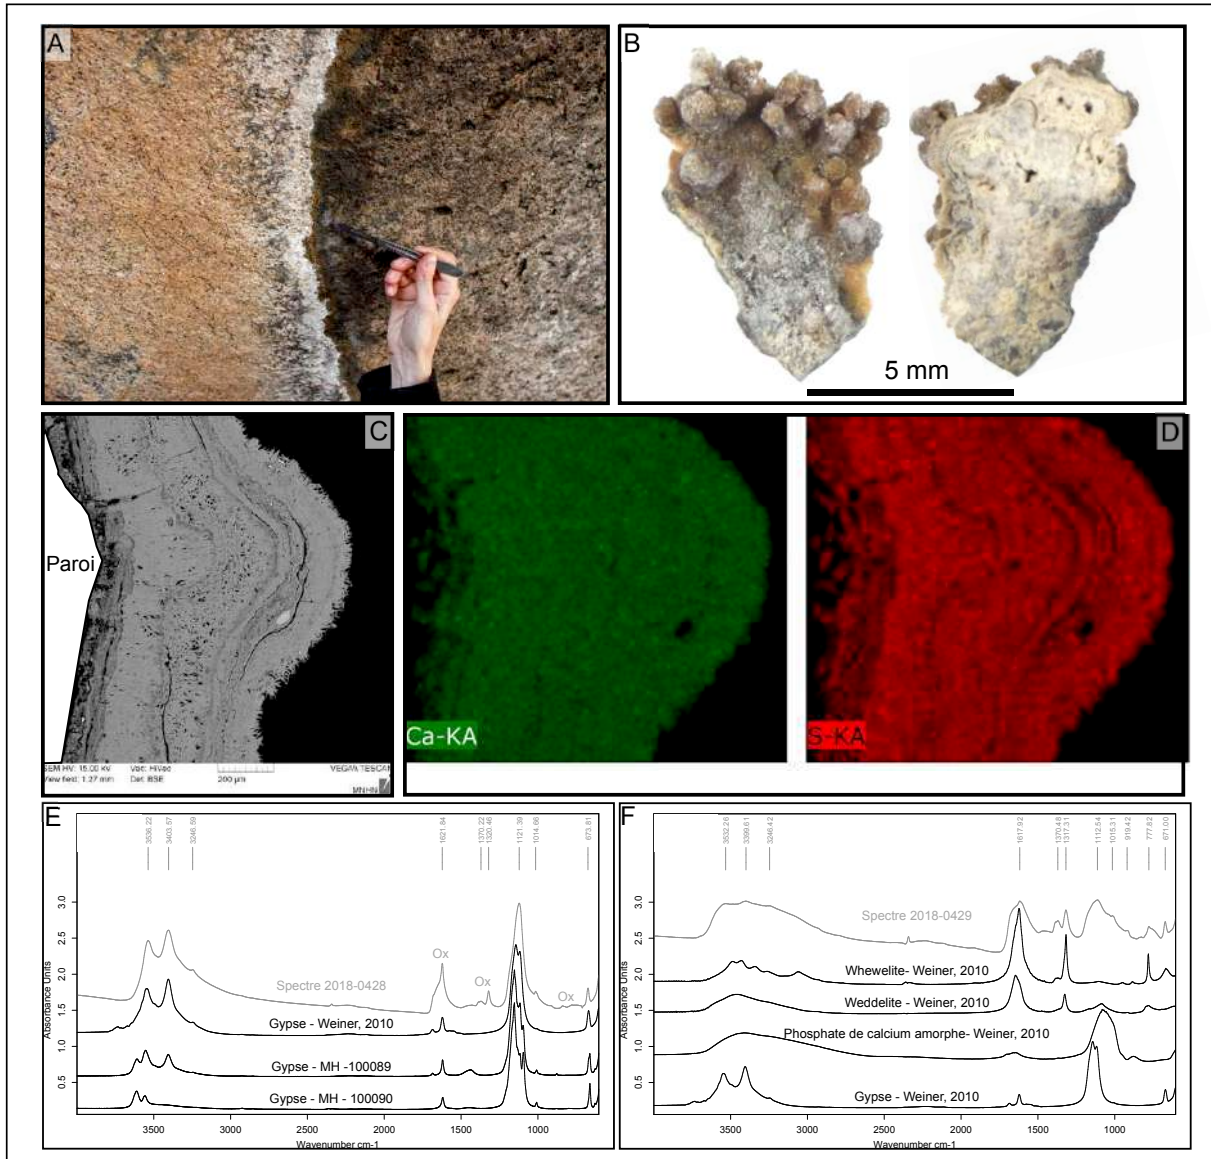 A
B
5 mm
C
Paroi
SEM HV: 15.00 kV
Vac: HiVac
VEGA\\ TESCAN
View field: 1.27 mm
Det: BSE
200 µm
MNHN
D
Ca-KA
S-KA
E
3536.22
3403.57
3246.59
1621.84
1370.22
1320.46
1121.39
1014.66
673.81
3.0
2.5
2.0
1.5
1.0
0.5
Absorbance Units
Ox
Ox
Ox
Spectre 2018-0428
Gypse - Weiner, 2010
Gypse - MH -100089
Gypse - MH - 100090
3500
3000
2500
2000
1500
1000
Wavenumber cm-1
F
3532.26
3399.61
3246.42
1617.92
1370.48
1317.31
1112.54
1015.31
919.42
777.82
671.00
3.0
2.5
2.0
1.5
1.0
0.5
Absorbance Units
Spectre 2018-0429
Whewelite- Weiner, 2010
Weddelite - Weiner, 2010
Phosphate de calcium amorphe- Weiner, 2010
Gypse - Weiner, 2010
3500
3000
2500
2000
1500
1000
Wavenumber cm-1